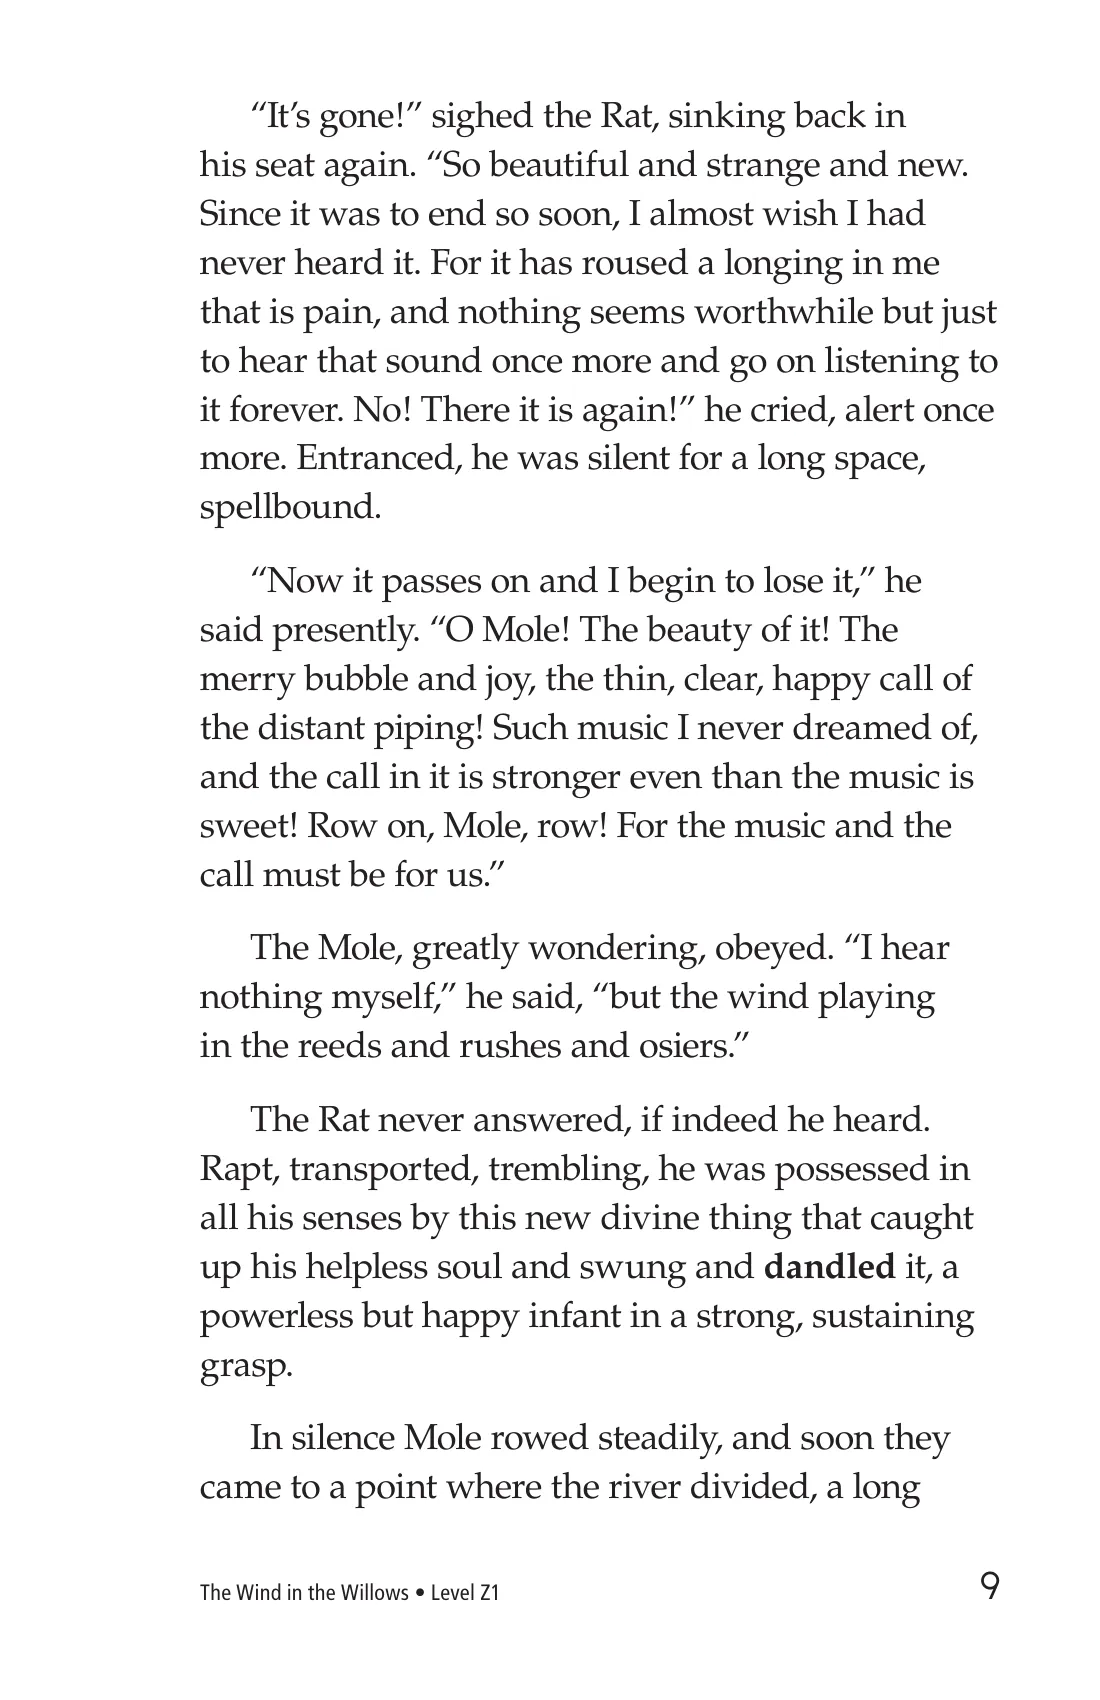 “It’s gone!” sighed the Rat, sinking back in
his seat again. “So beautiful and strange and new.
Since it was to end so soon, I almost wish I had
never heard it. For it has roused a longing in me
that is pain, and nothing seems worthwhile but just
to hear that sound once more and go on listening to
it forever. No! There it is again!” he cried, alert once
more. Entranced, he was silent for a long space,
spellbound.
“Now it passes on and I begin to lose it,” he
said presently. “O Mole! The beauty of it! The
merry bubble and joy, the thin, clear, happy call of
the distant piping! Such music I never dreamed of,
and the call in it is stronger even than the music is
sweet! Row on, Mole, row! For the music and the
call must be for us.”
The Mole, greatly wondering, obeyed. “I hear
nothing myself,” he said, “but the wind playing
in the reeds and rushes and osiers.”
The Rat never answered, if indeed he heard.
Rapt, transported, trembling, he was possessed in
all his senses by this new divine thing that caught
up his helpless soul and swung and dandled it, a
powerless but happy infant in a strong, sustaining
grasp.
In silence Mole rowed steadily, and soon they
came to a point where the river divided, a long
The Wind in the Willows • Level Z1
9